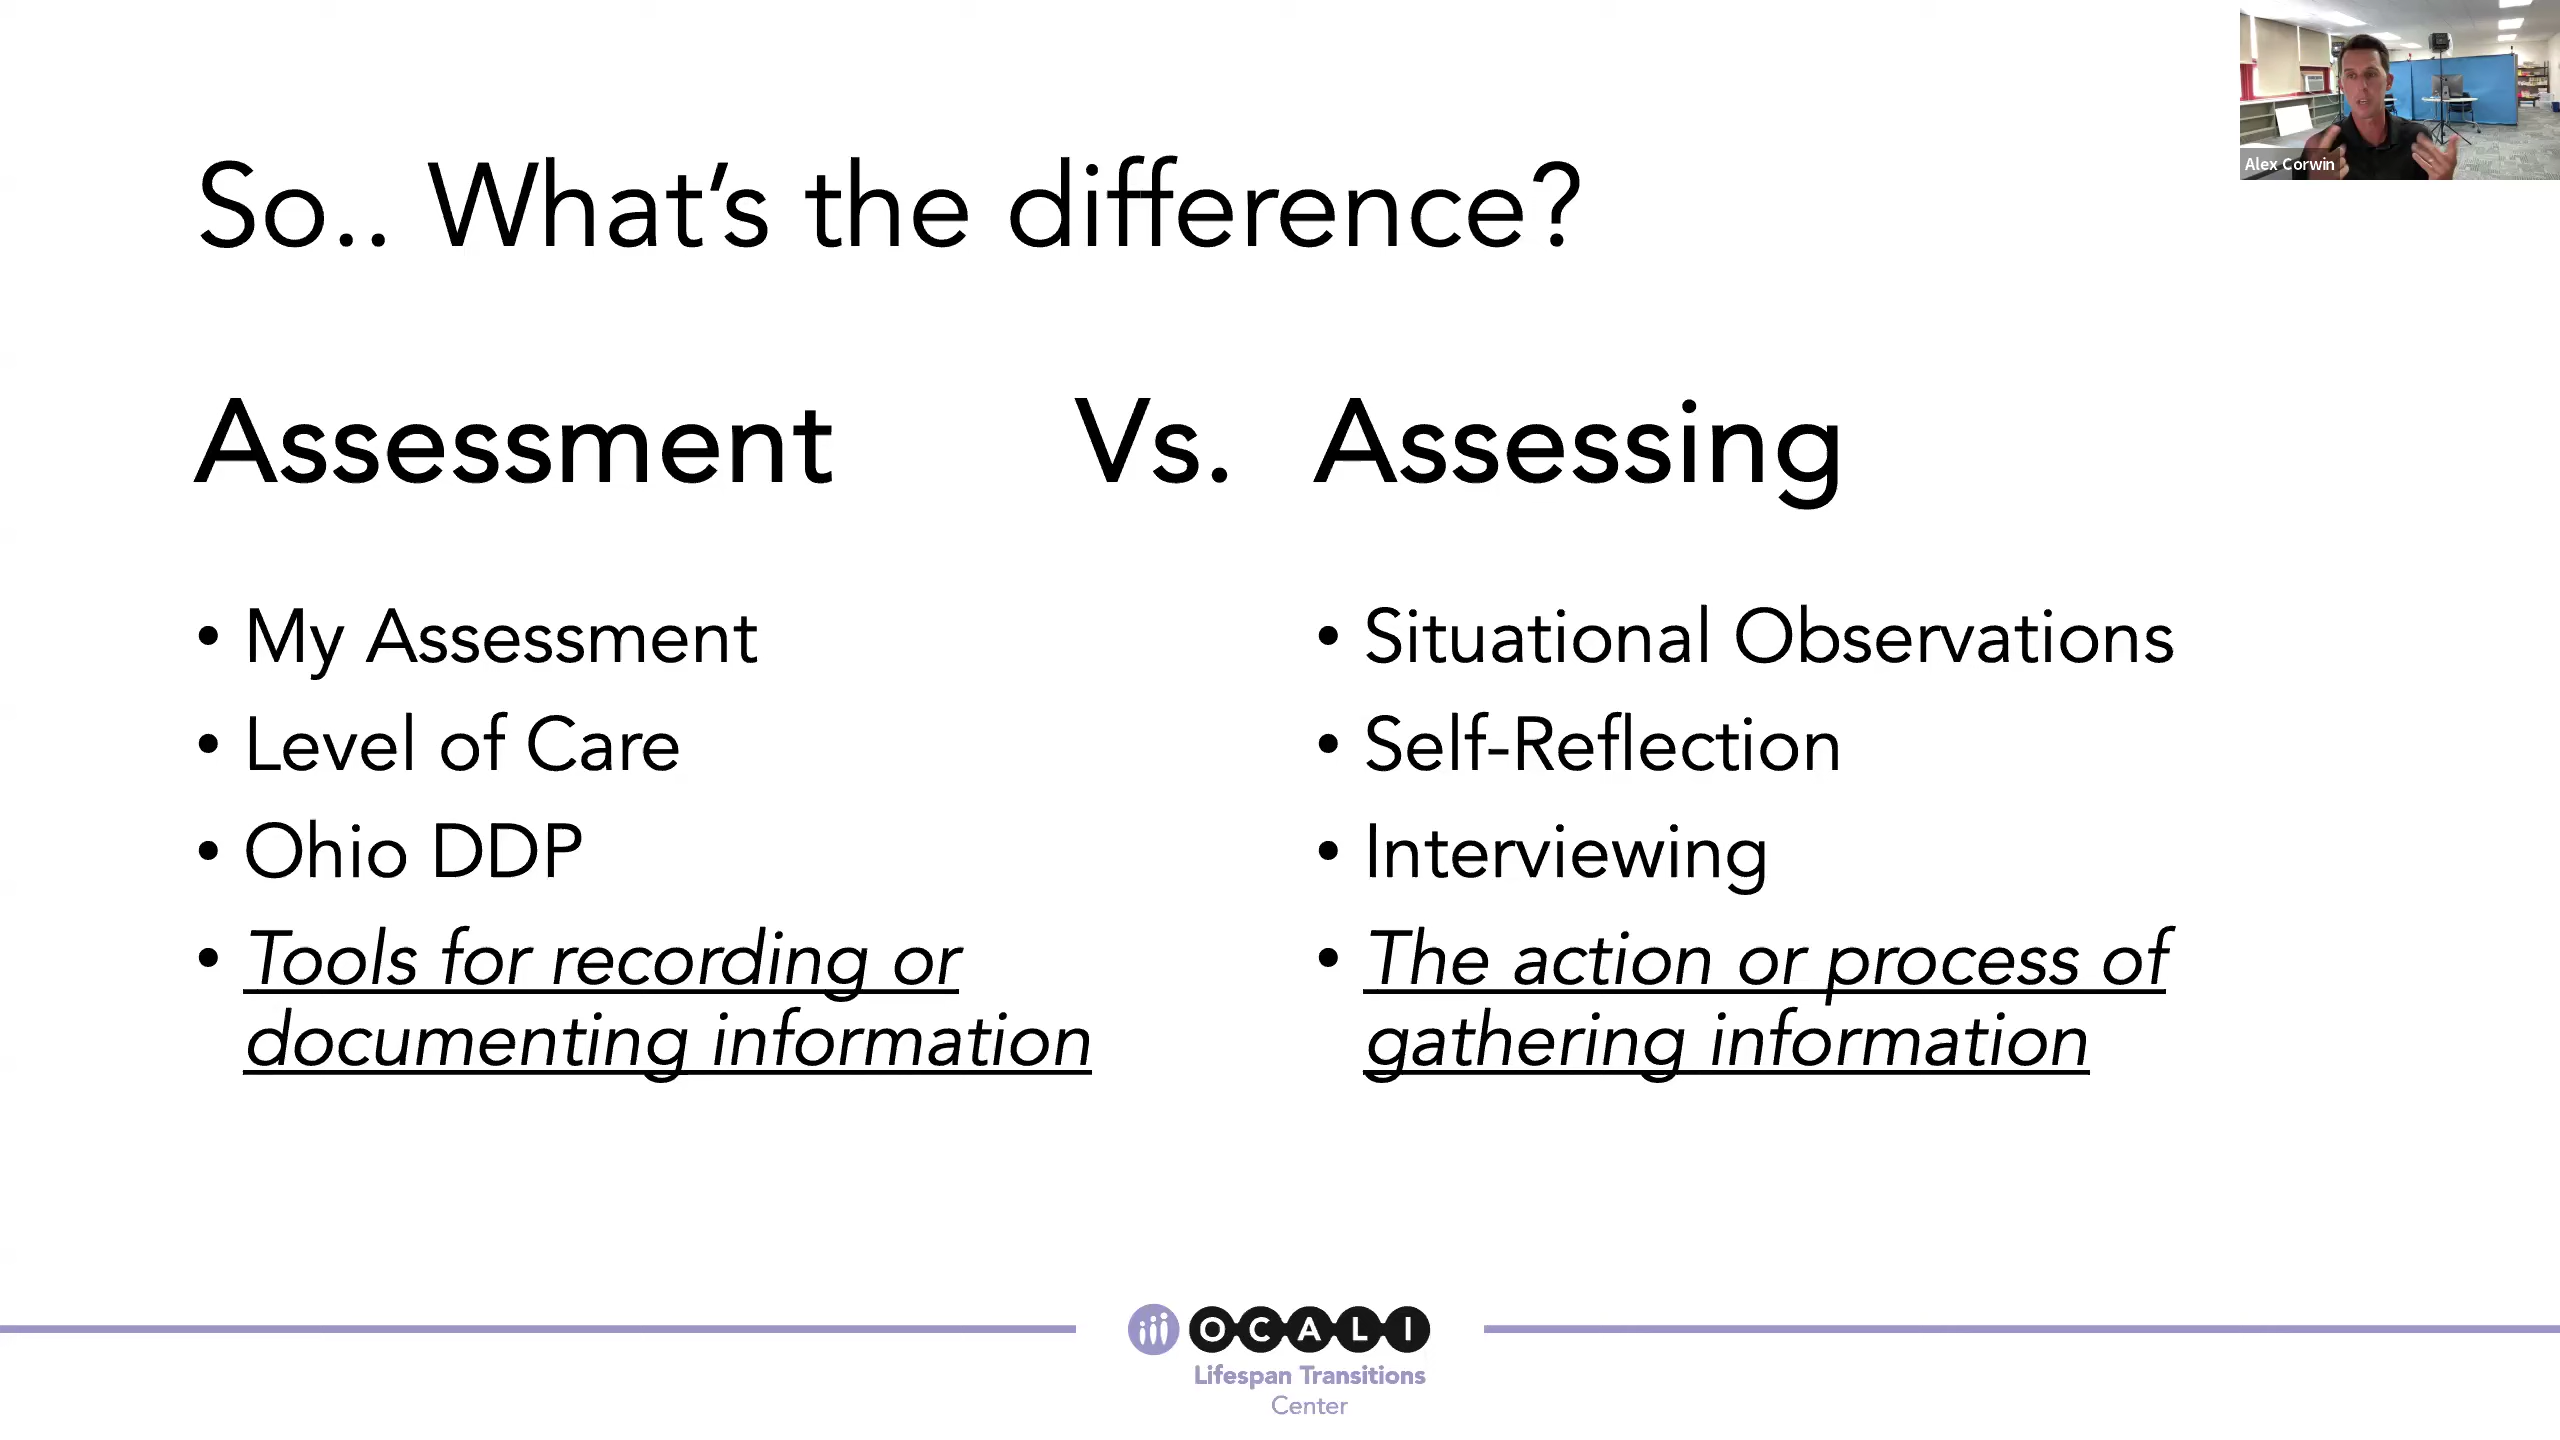 Alex Corwin
So.. What’s the difference?
Assessment Vs. Assessing
• My Assessment
• Level of Care
• Ohio DDP
• Tools for recording or
documenting information
• Situational Observations
• Self-Reflection
• Interviewing
• The action or process of
gathering information
OCALI
Lifespan Transitions
Center